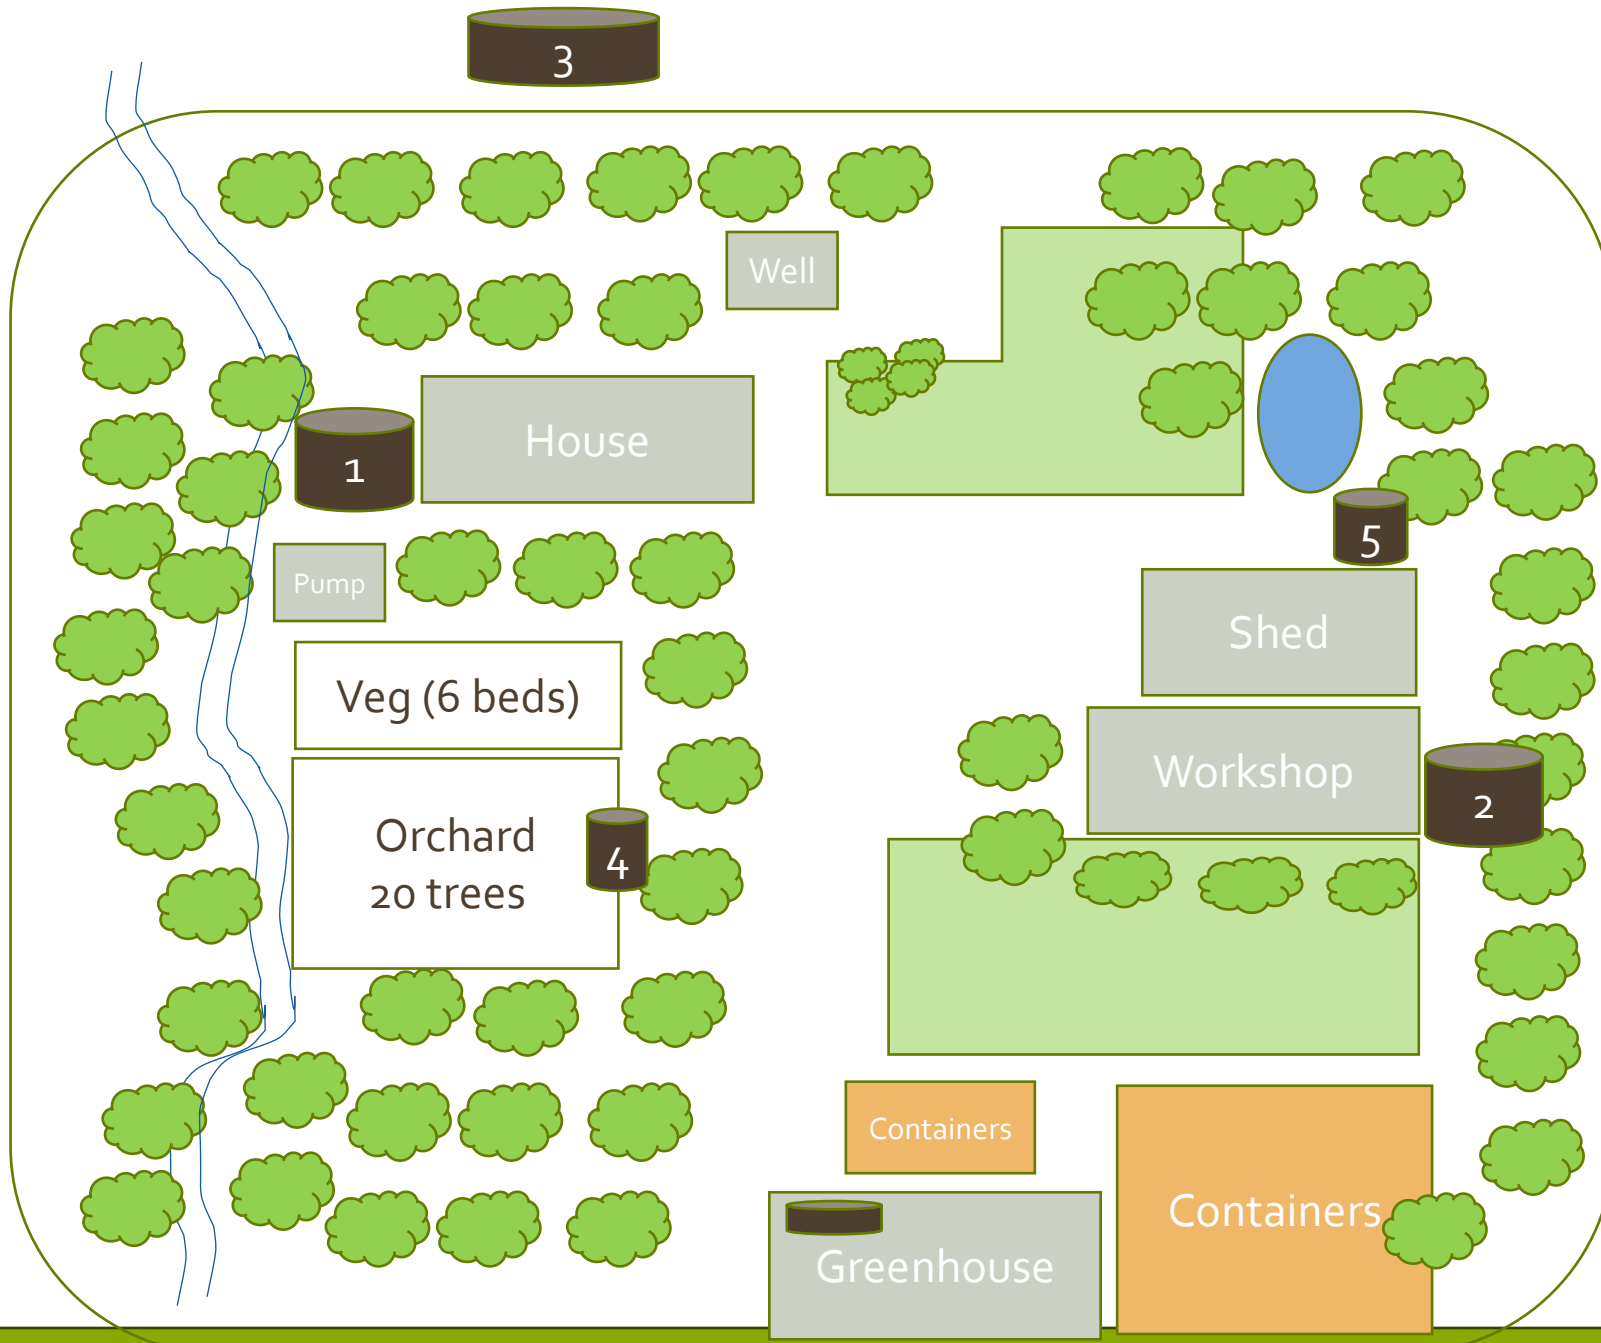 3
Well
House
1
5
Pump
Shed
Veg (6 beds)
Workshop
2
Orchard
20 trees
4
Containers
Containers
Greenhouse